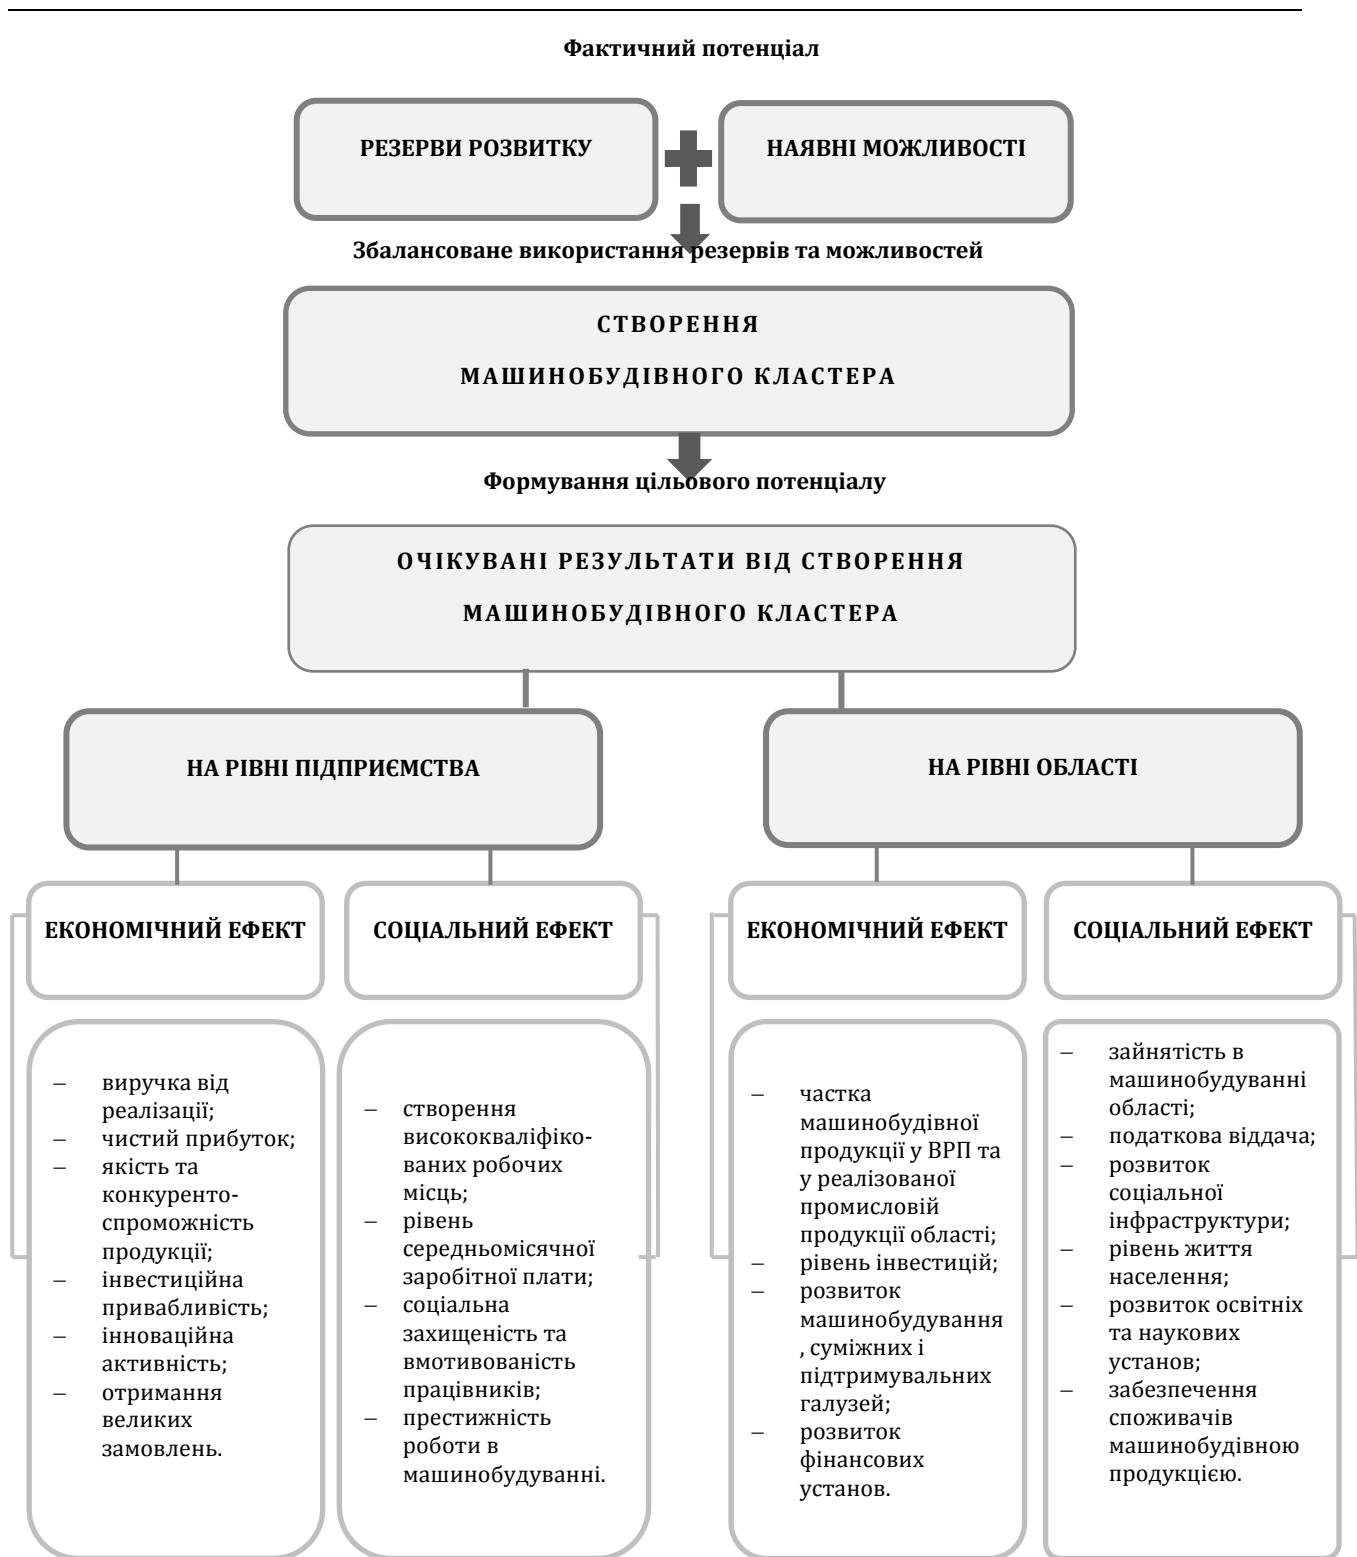 Фактичний потенціал
РЕЗЕРВИ РОЗВИТКУ
НАЯВНІ МОЖЛИВОСТІ
Збалансоване використання резервів та можливостей
СТВОРЕННЯ
МАШИНОБУДІВНОГО КЛАСТЕРА
Формування цільового потенціалу
ОЧІКУВАНІ РЕЗУЛЬТАТИ ВІД СТВОРЕННЯ
МАШИНОБУДІВНОГО КЛАСТЕРА
НА РІВНІ ПІДПРИЄМСТВА
НА РІВНІ ОБЛАСТІ
ЕКОНОМІЧНИЙ ЕФЕКТ
СОЦІАЛЬНИЙ ЕФЕКТ
ЕКОНОМІЧНИЙ ЕФЕКТ
СОЦІАЛЬНИЙ ЕФЕКТ
– виручка від
реалізації;
– чистий прибуток;
– якість та
конкуренто-
спроможність
продукції;
– інвестиційна
привабливість;
– інноваційна
активність;
– отримання
великих
замовлень.
– створення
висококваліфіко-
ваних робочих
місць;
– рівень
середньомісячної
заробітної плати;
– соціальна
захищеність та
вмотивованість
працівників;
– престижність
роботи в
машинобудуванні.
– частка
машинобудівної
продукції у ВРП та
у реалізованої
промисловій
продукції області;
– рівень інвестицій;
– розвиток
машинобудування
, суміжних і
підтримувальних
галузей;
– розвиток
фінансових
установ.
– зайнятість в
машинобудуванні
області;
– податкова віддача;
– розвиток
соціальної
інфраструктури;
– рівень життя
населення;
– розвиток освітніх
та наукових
установ;
– забезпечення
споживачів
машинобудівною
продукцією.